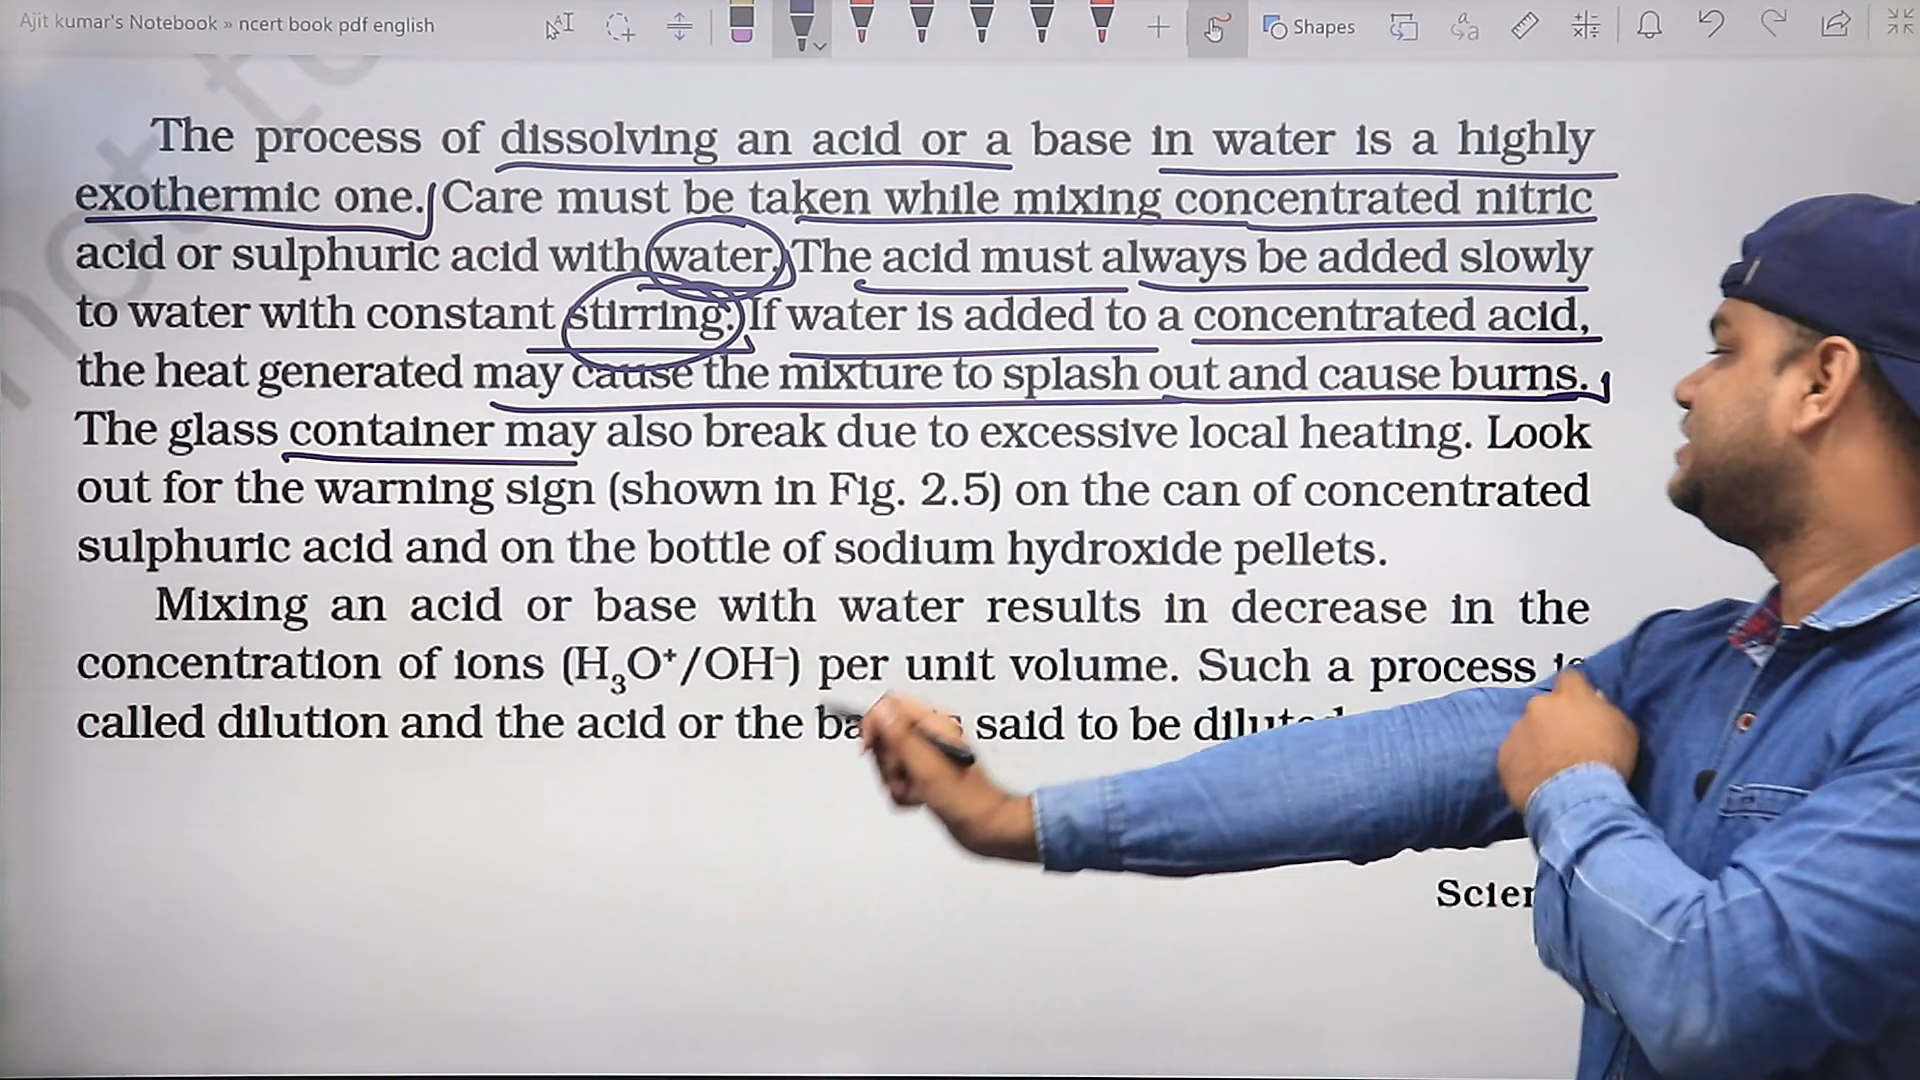 Ajit kumar's Notebook » ncert book pdf english
Shapes
not to
The process of dissolving an acid or a base in water is a highly
exothermic one. Care must be taken while mixing concentrated nitric
acid or sulphuric acid with water. The acid must always be added slowly
to water with constant stirring. If water is added to a concentrated acid,
the heat generated may cause the mixture to splash out and cause burns.
The glass container may also break due to excessive local heating. Look
out for the warning sign (shown in Fig. 2.5) on the can of concentrated
sulphuric acid and on the bottle of sodium hydroxide pellets.
Mixing an acid or base with water results in decrease in the
concentration of ions (H₃O⁺/OH⁻) per unit volume. Such a process
called dilution and the acid or the said to be